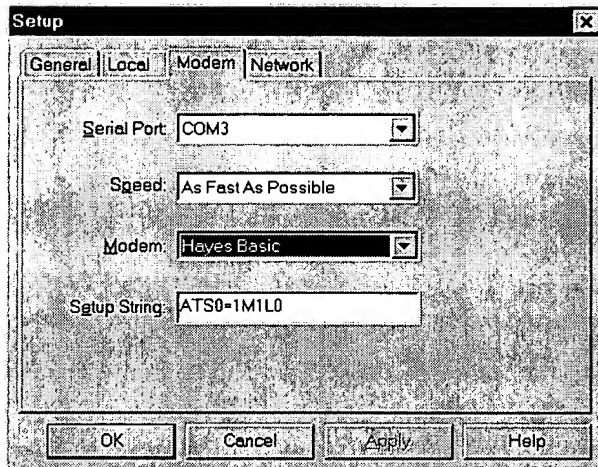 Setup
General Local Modem Network
Serial Port: COM3
Speed: As Fast As Possible
Modem: Hayes Basic
Setup String: ATS0=1M1L0
OK Cancel Apply Help